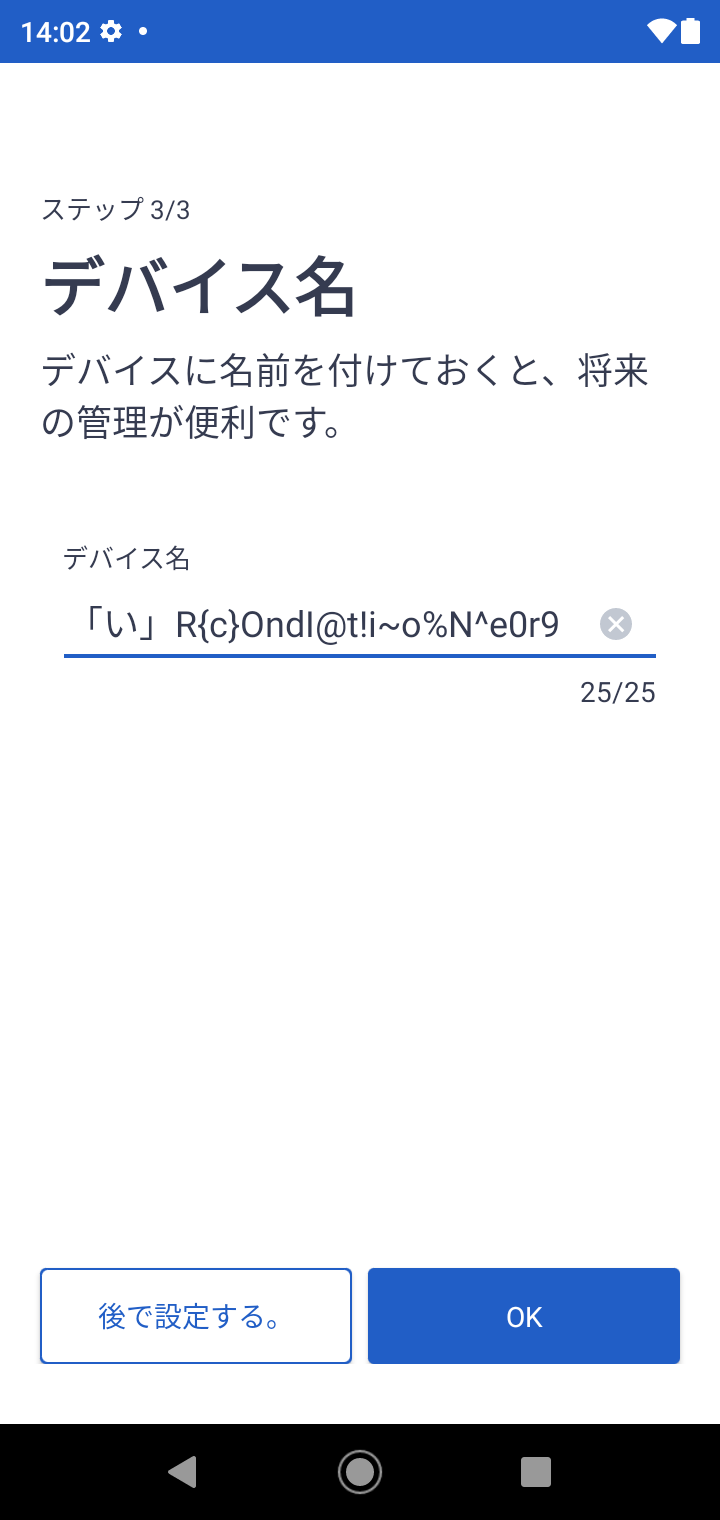 14:02
ステップ 3/3
デバイス名
デバイスに名前を付けておくと、将来
の管理が便利です。
デバイス名
「い」R{c}OndI@t!i~o%N^e0r9
25/25
後で設定する。
OK